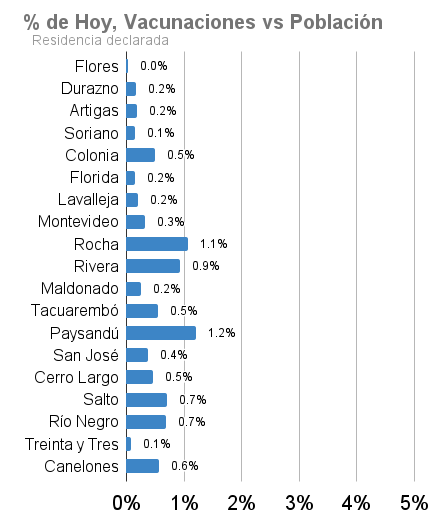 % de Hoy, Vacunaciones vs Población
Residencia declarada
Flores 0.0%
Durazno 0.2%
Artigas 0.2%
Soriano 0.1%
Colonia 0.5%
Florida 0.2%
Lavalleja 0.2%
Montevideo 0.3%
Rocha 1.1%
Rivera 0.9%
Maldonado 0.2%
Tacuarembó 0.5%
Paysandú 1.2%
San José 0.4%
Cerro Largo 0.5%
Salto 0.7%
Río Negro 0.7%
Treinta y Tres 0.1%
Canelones 0.6%
0% 1% 2% 3% 4% 5%